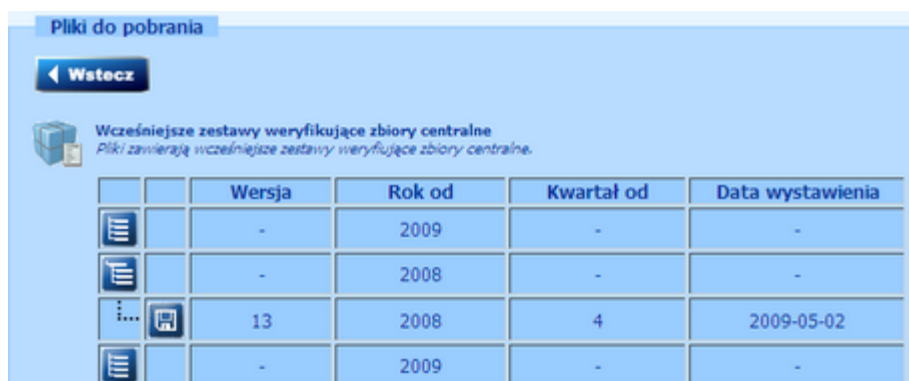 Pliki do pobrania
Wstecz
Wcześniejsze zestawy weryfikujące zbiory centralne
Pliki zawierają wcześniejsze zestawy weryfiujące zbiory centralne.
Wersja Rok od Kwartał od Data wystawienia
- 2009 - -
- 2008 - -
13 2008 4 2009-05-02
- 2009 - -